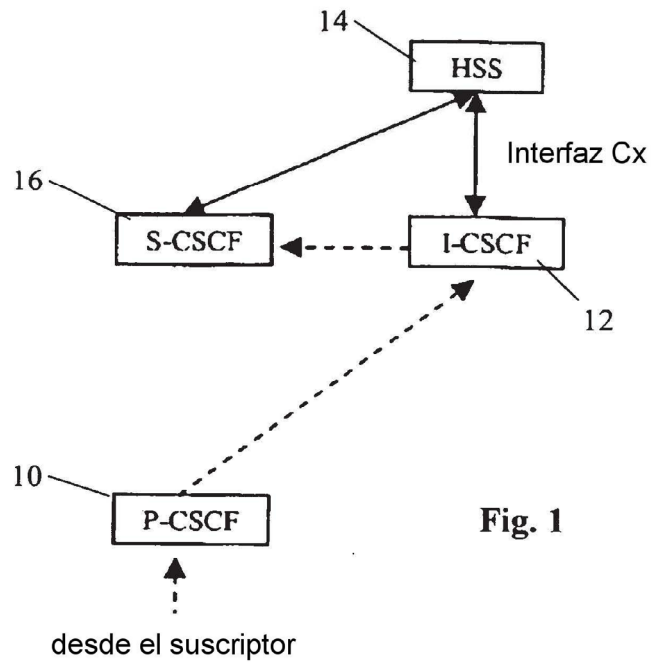 14
HSS
Interfaz Cx
16
S-CSCF
I-CSCF
12
10
P-CSCF
Fig. 1
desde el suscriptor